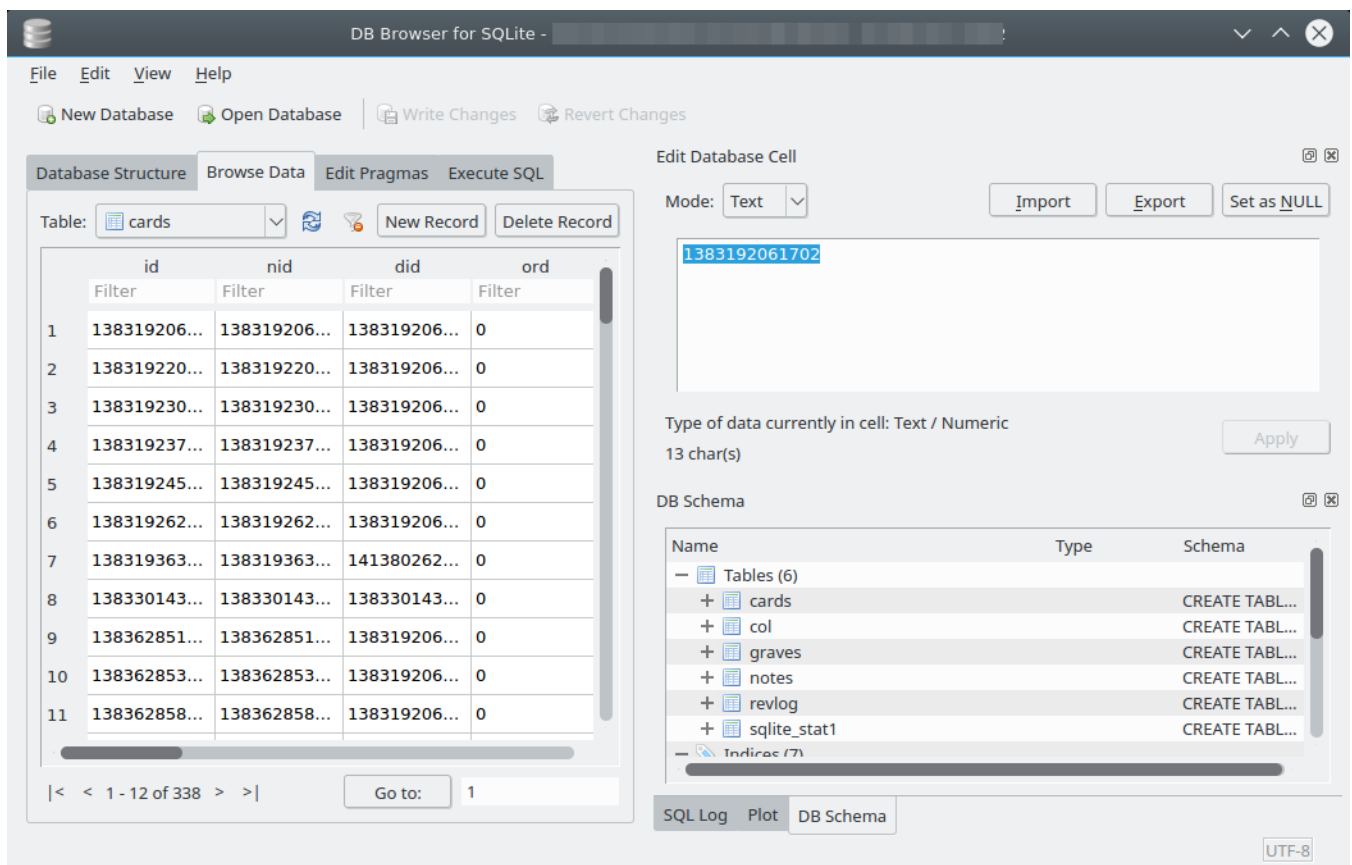 DB Browser for SQLite -
File Edit View Help
New Database Open Database Write Changes Revert Changes
Database Structure Browse Data Edit Pragmas Execute SQL
Table: cards New Record Delete Record
id nid did ord
Filter Filter Filter Filter
1 138319206... 138319206... 138319206... 0
2 138319220... 138319220... 138319206... 0
3 138319230... 138319230... 138319206... 0
4 138319237... 138319237... 138319206... 0
5 138319245... 138319245... 138319206... 0
6 138319262... 138319262... 138319206... 0
7 138319363... 138319363... 141380262... 0
8 138330143... 138330143... 138330143... 0
9 138362851... 138362851... 138319206... 0
10 138362853... 138362853... 138319206... 0
11 138362858... 138362858... 138319206... 0
|< < 1 - 12 of 338 > >| Go to: 1
Edit Database Cell
Mode: Text Import Export Set as NULL
1383192061702
Type of data currently in cell: Text / Numeric
13 char(s)
Apply
DB Schema
Name Type Schema
Tables (6)
cards CREATE TABL...
col CREATE TABL...
graves CREATE TABL...
notes CREATE TABL...
revlog CREATE TABL...
sqlite_stat1 CREATE TABL...
Indices (7)
SQL Log Plot DB Schema
UTF-8